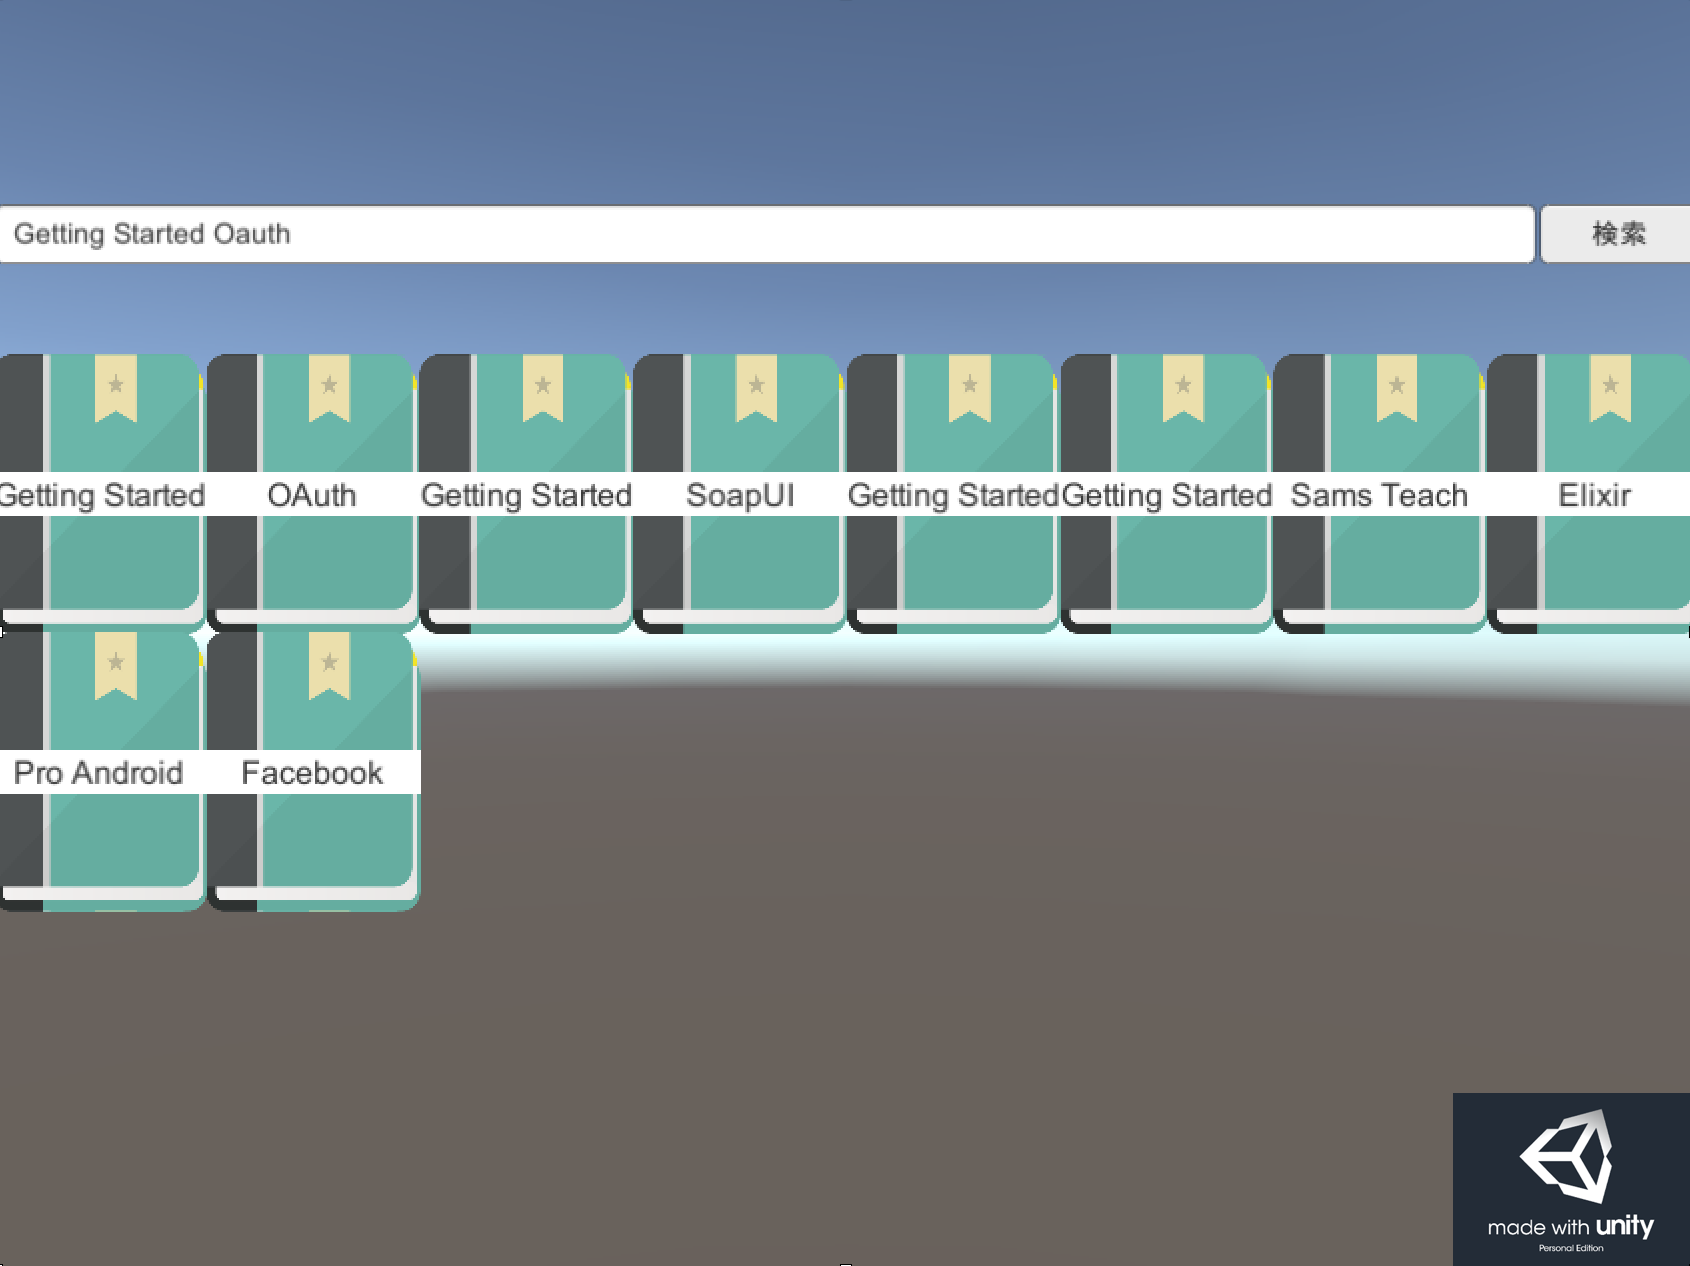 Getting Started Oauth
検索
Getting Started
OAuth
Getting Started
SoapUI
Getting Started
Getting Started
Sams Teach
Elixir
Pro Android
Facebook
made with unity
Personal Edition